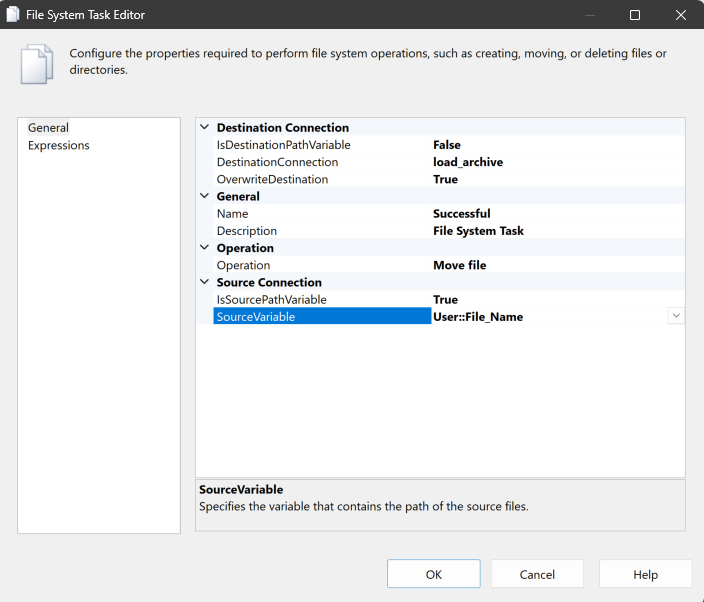 File System Task Editor
Configure the properties required to perform file system operations, such as creating, moving, or deleting files or
directories.
General
Expressions
Destination Connection
IsDestinationPathVariable False
DestinationConnection load_archive
OverwriteDestination True
General
Name Successful
Description File System Task
Operation
Operation Move file
Source Connection
IsSourcePathVariable True
SourceVariable User::File_Name
SourceVariable
Specifies the variable that contains the path of the source files.
OK Cancel Help